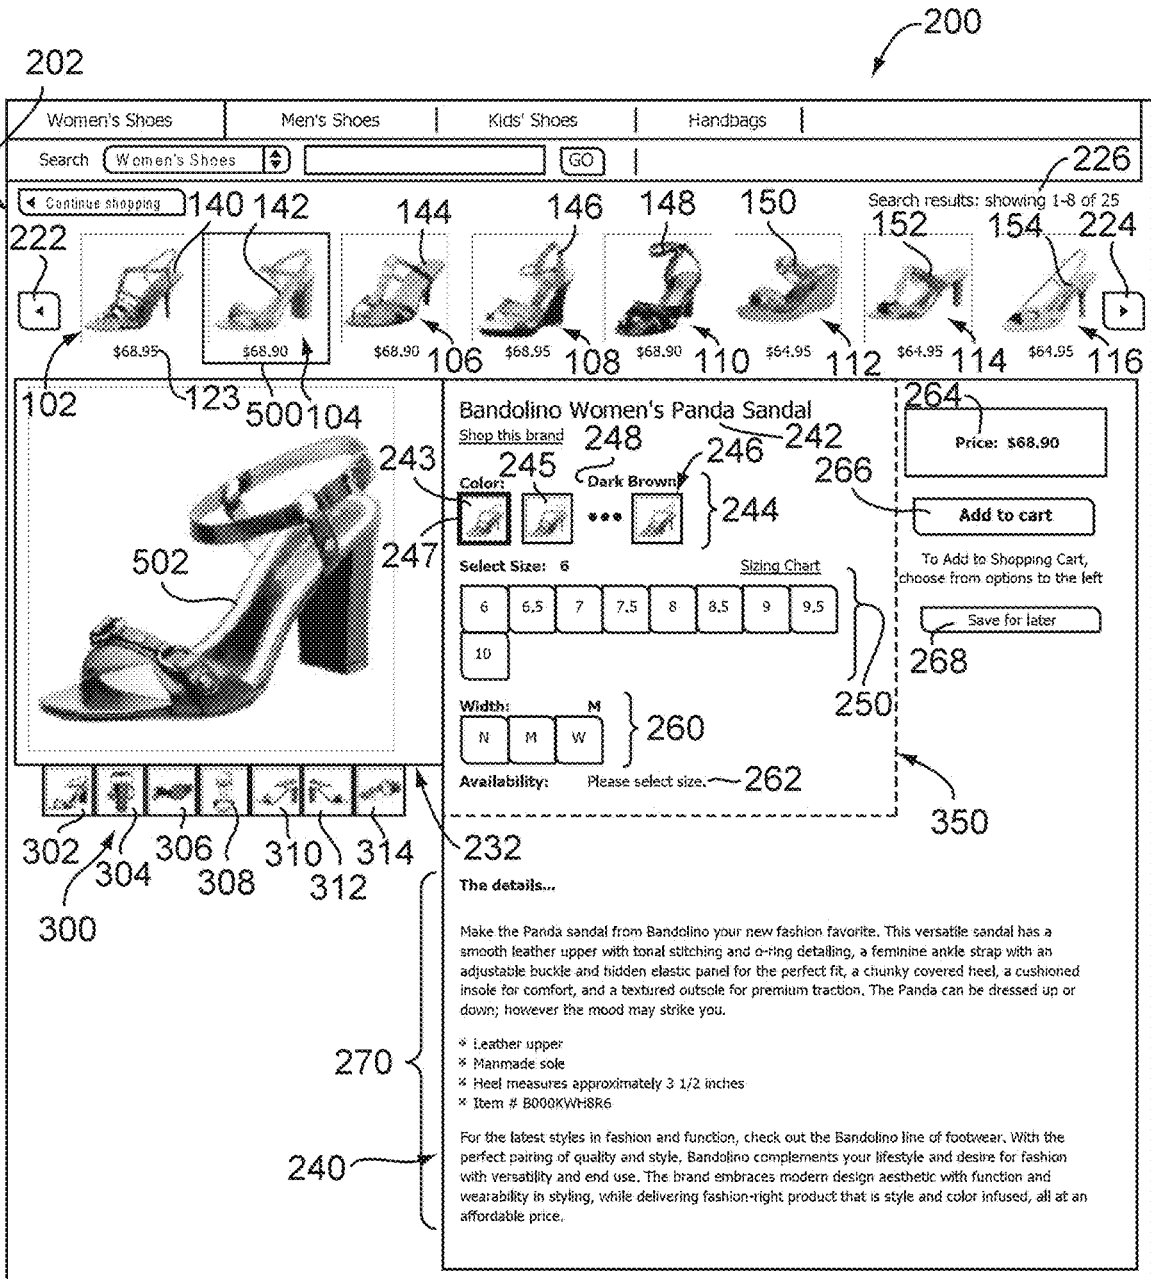 200
202
Women's Shoes Men's Shoes Kids' Shoes Handbags
Search Women's Shoes GO
226
Continue shopping Search results: showing 1-8 of 25
140 142 144 146 148 150 152 154 224
222
$68.95 $68.90 $68.90 $68.95 $68.90 $64.95 $64.95 $64.95
106 108 110 112 114 116
102 123 500 104
264
Bandolino Women's Panda Sandal
242
Price: $68.90
Shop this brand
248
243 245 246 266
Color: Dark Brown
244
Add to cart
247
502
To Add to Shopping Cart,
choose from options to the left
Select Size: 6 Sizing Chart
6 6.5 7 7.5 8 8.5 9 9.5
10
Save for later
268
250
Width: M
N M W
260
Availability: Please select size.
262
350
302 304 306 308 310 312 314 232
300
The details...
Make the Panda sandal from Bandolino your new fashion favorite. This versatile sandal has a
smooth leather upper with tonal stitching and o-ring detailing, a feminine ankle strap with an
adjustable buckle and hidden elastic panel for the perfect fit, a chunky covered heel, a cushioned
insole for comfort, and a textured outsole for premium traction. The Panda can be dressed up or
down; however the mood may strike you.
Leather upper
270
Manmade sole
Heel measures approximately 3 1/2 inches
Item # B000KWH8R6
For the latest styles in fashion and function, check out the Bandolino line of footwear. With the
perfect pairing of quality and style, Bandolino complements your lifestyle and desire for fashion
240
with versatility and end use. The brand embraces modern design aesthetic with function and
wearability in styling, while delivering fashion-right product that is style and color infused, all at an
affordable price.